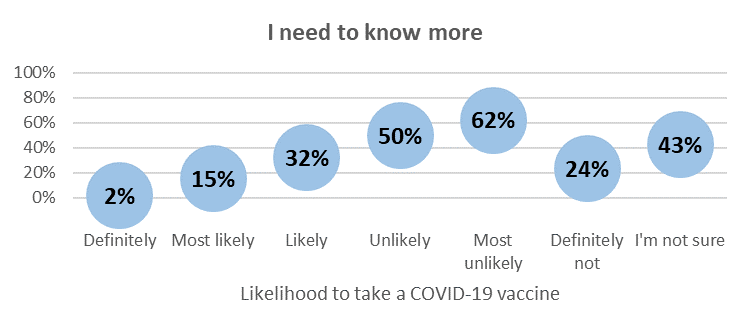 I need to know more
100%
80%
60%
40%
20%
0%
2%
15%
32%
50%
62%
24%
43%
Definitely
Most likely
Likely
Unlikely
Most
unlikely
Definitely
not
I'm not sure
Likelihood to take a COVID-19 vaccine